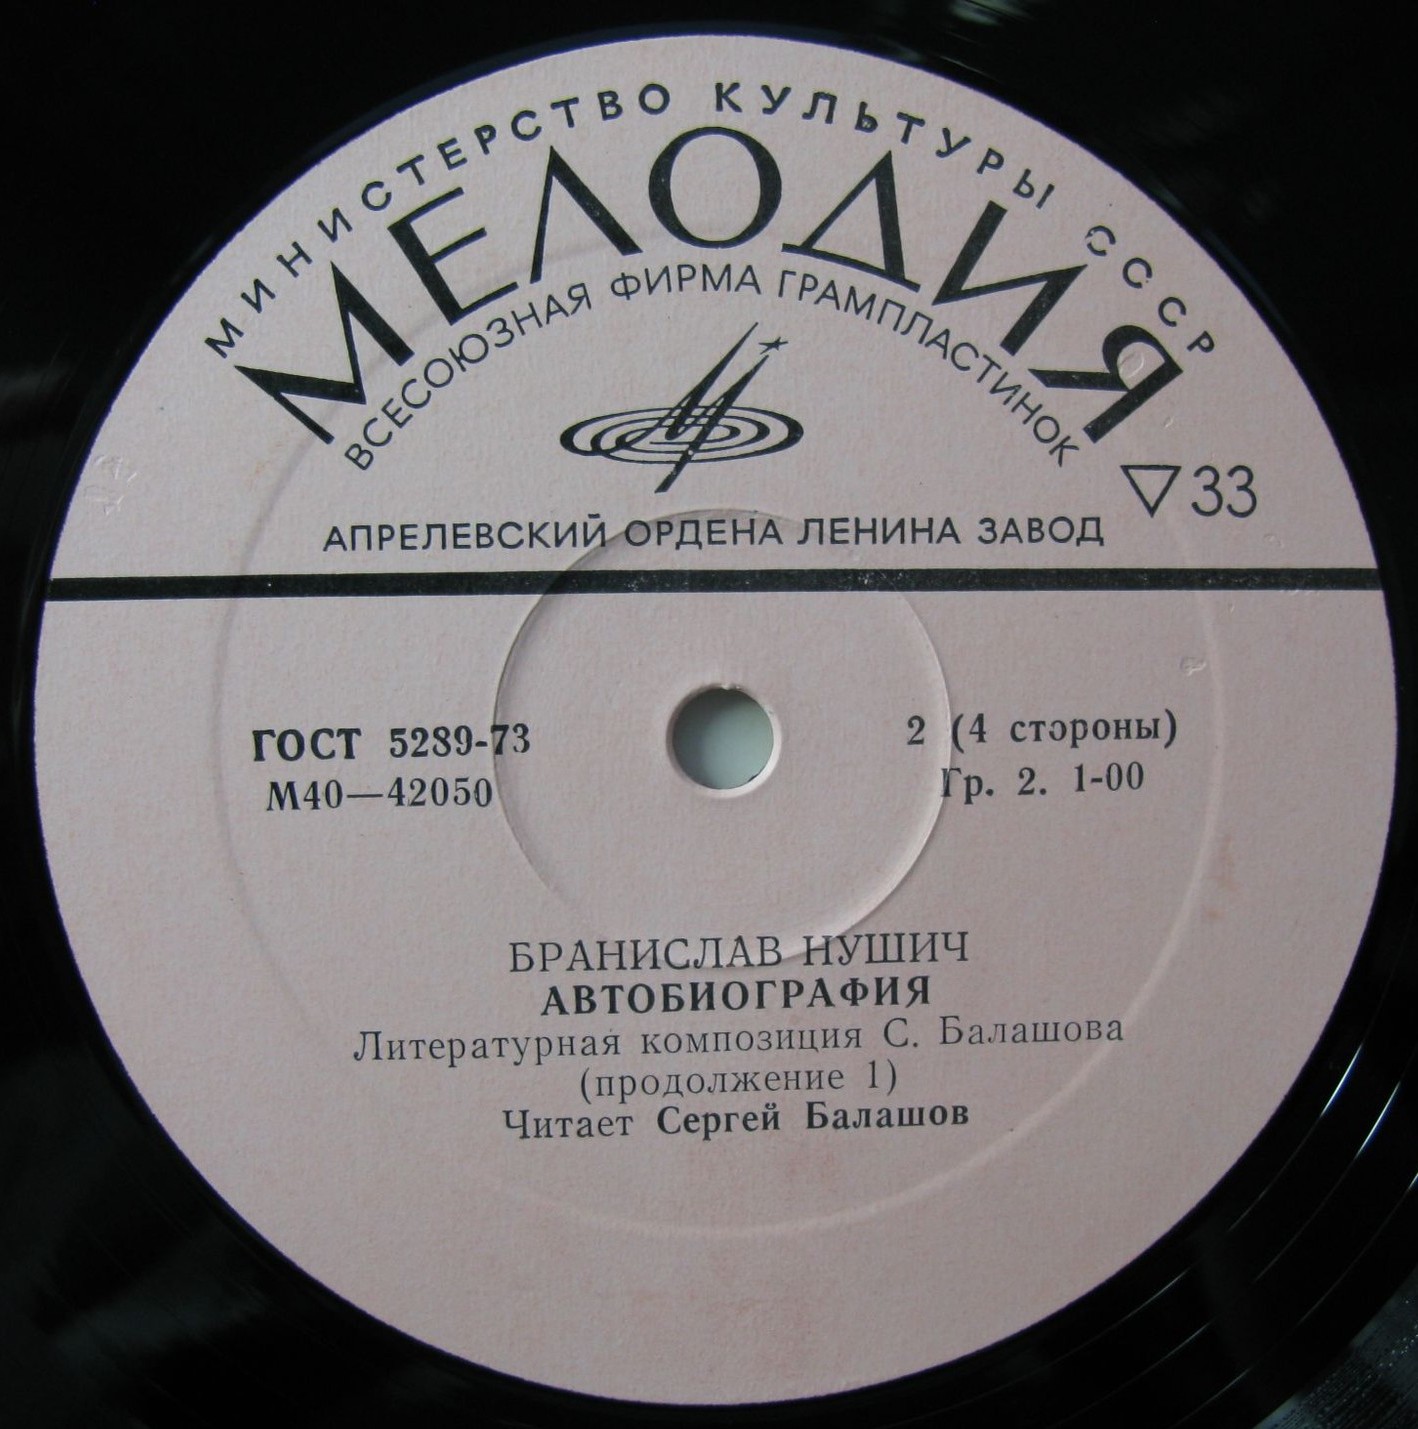 МИНИСТЕРСТВО КУЛЬТУРЫ СССР
МЕЛОДИЯ
ВСЕСОЮЗНАЯ ФИРМА ГРАМПЛАСТИНОК
33
АПРЕЛЕВСКИЙ ОРДЕНА ЛЕНИНА ЗАВОД
ГОСТ 5289-73
М40—42050
2 (4 стороны)
Гр. 2. 1-00
БРАНИСЛАВ НУШИЧ
АВТОБИОГРАФИЯ
Литературная композиция С. Балашова
(продолжение 1)
Читает Сергей Балашов